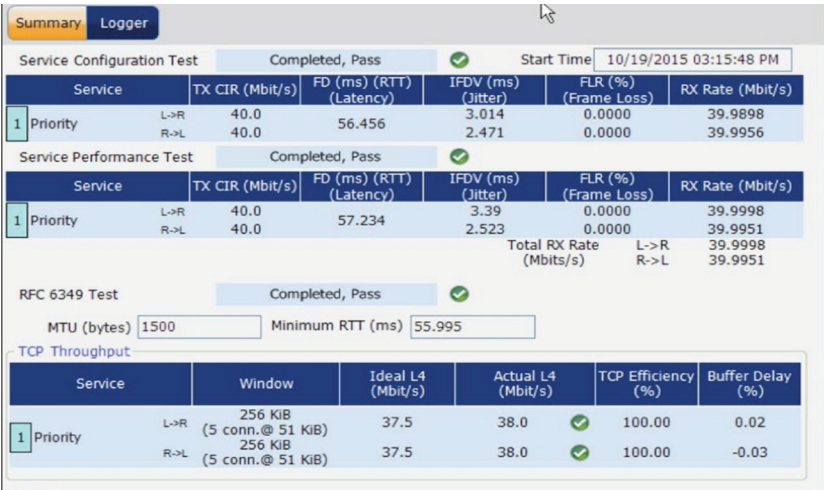 Summary Logger
Service Configuration Test Completed, Pass Start Time 10/19/2015 03:15:48 PM
Service TX CIR (Mbit/s) FD (ms) (RTT) (Latency) IFDV (ms) (Jitter) FLR (%) (Frame Loss) RX Rate (Mbit/s)
1 Priority L->R 40.0 56.456 3.014 0.0000 39.9898
R->L 40.0 2.471 0.0000 39.9956
Service Performance Test Completed, Pass
Service TX CIR (Mbit/s) FD (ms) (RTT) (Latency) IFDV (ms) (Jitter) FLR (%) (Frame Loss) RX Rate (Mbit/s)
1 Priority L->R 40.0 57.234 3.39 0.0000 39.9998
R->L 40.0 2.523 0.0000 39.9951
Total RX Rate L->R 39.9998
(Mbits/s) R->L 39.9951
RFC 6349 Test Completed, Pass
MTU (bytes) 1500 Minimum RTT (ms) 55.995
TCP Throughput
Service Window Ideal L4 (Mbit/s) Actual L4 (Mbit/s) TCP Efficiency (%) Buffer Delay (%)
1 Priority L->R 256 KiB (5 conn.@ 51 KiB) 37.5 38.0 100.00 0.02
R->L 256 KiB (5 conn.@ 51 KiB) 37.5 38.0 100.00 -0.03